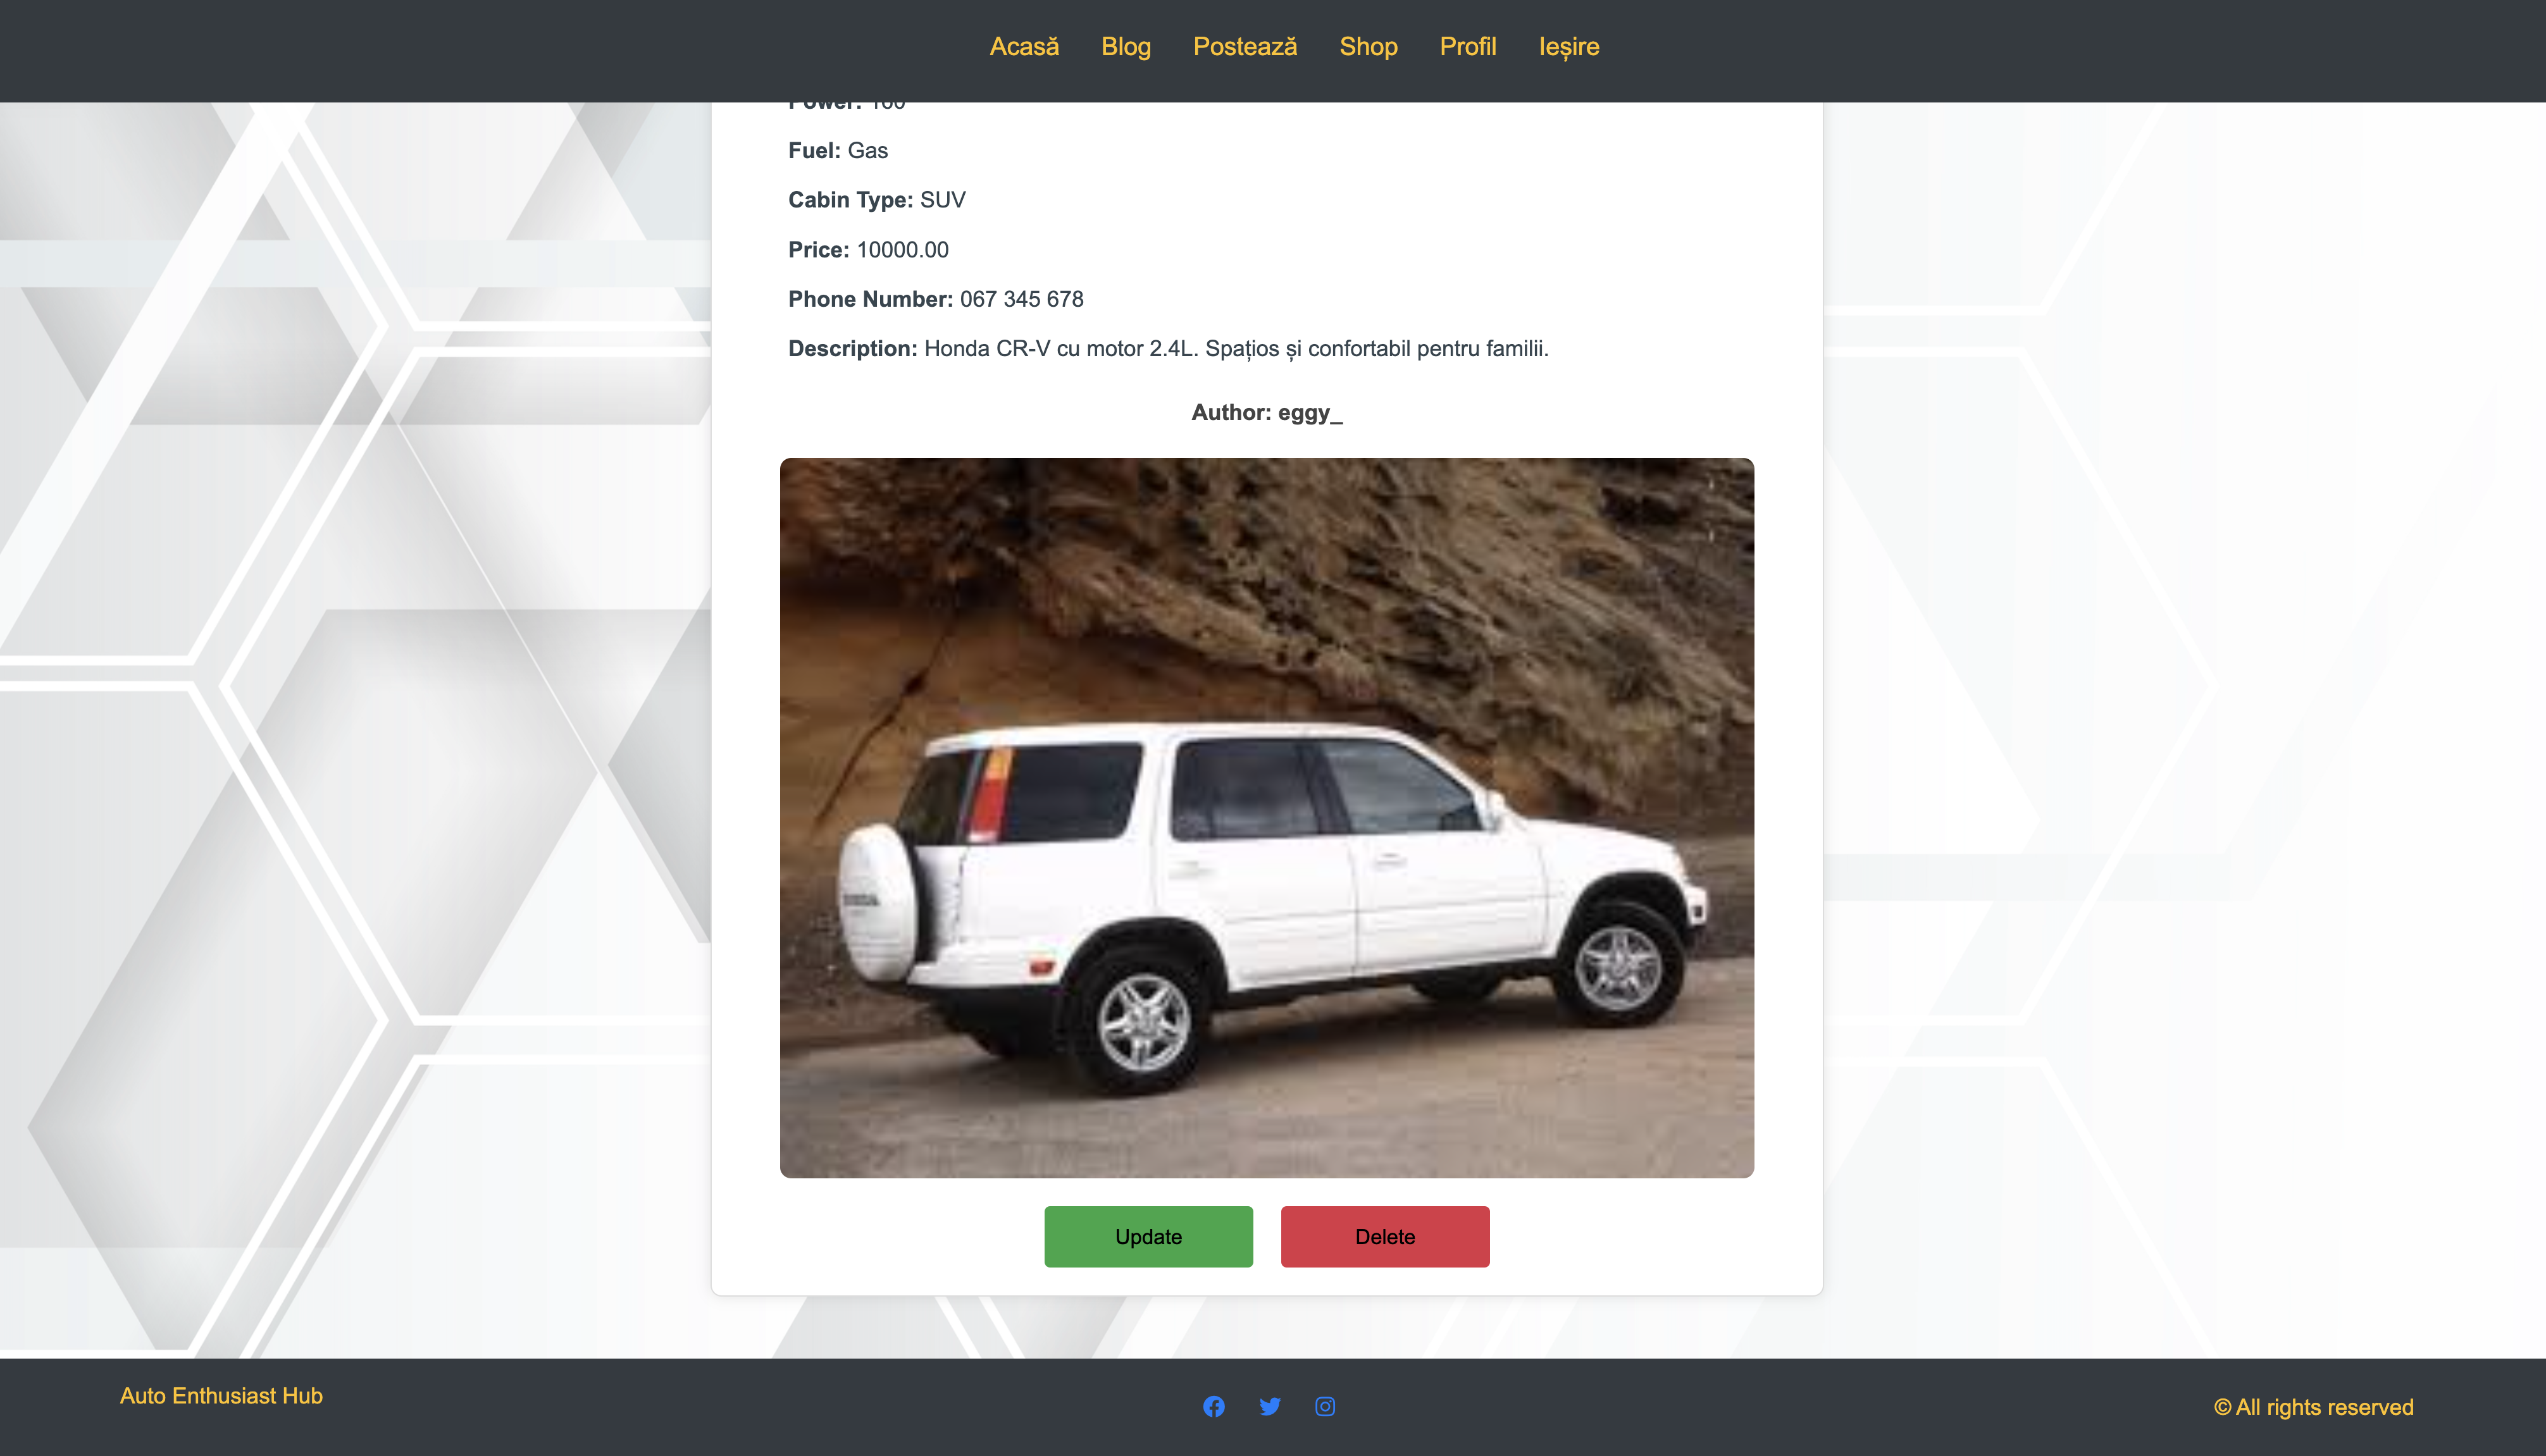 Acasă Blog Postează Shop Profil Ieșire
Power: 160
Fuel: Gas
Cabin Type: SUV
Price: 10000.00
Phone Number: 067 345 678
Description: Honda CR-V cu motor 2.4L. Spațios și confortabil pentru familii.
Author: eggy_
Update Delete
Auto Enthusiast Hub
© All rights reserved